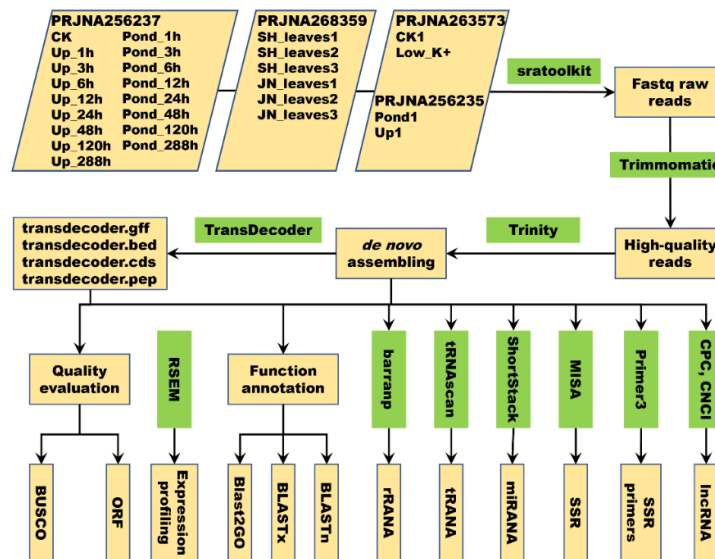 PRJNA256237
CK
Up_1h
Up_3h
Up_6h
Up_12h
Up_24h
Up_48h
Up_120h
Up_288h
Pond_1h
Pond_3h
Pond_6h
Pond_12h
Pond_24h
Pond_48h
Pond_120h
Pond_288h
PRJNA268359
SH_leaves1
SH_leaves2
SH_leaves3
JN_leaves1
JN_leaves2
JN_leaves3
PRJNA263573
CK1
Low_K+
PRJNA256235
Pond1
Up1
sratoolkit
Fastq raw
reads
Trimmomatic
High-quality
reads
Trinity
de novo
assembling
TransDecoder
transdecoder.gff
transdecoder.bed
transdecoder.cds
transdecoder.pep
Quality
evaluation
RSEM
Function
annotation
barranp
tRNAscan
ShortStack
MISA
Primer3
CPC, CNCI
BUSCO
ORF
Expression
profiling
Blast2GO
BLASTx
BLASTn
rRANA
tRANA
miRANA
SSR
SSR
primers
lncRNA